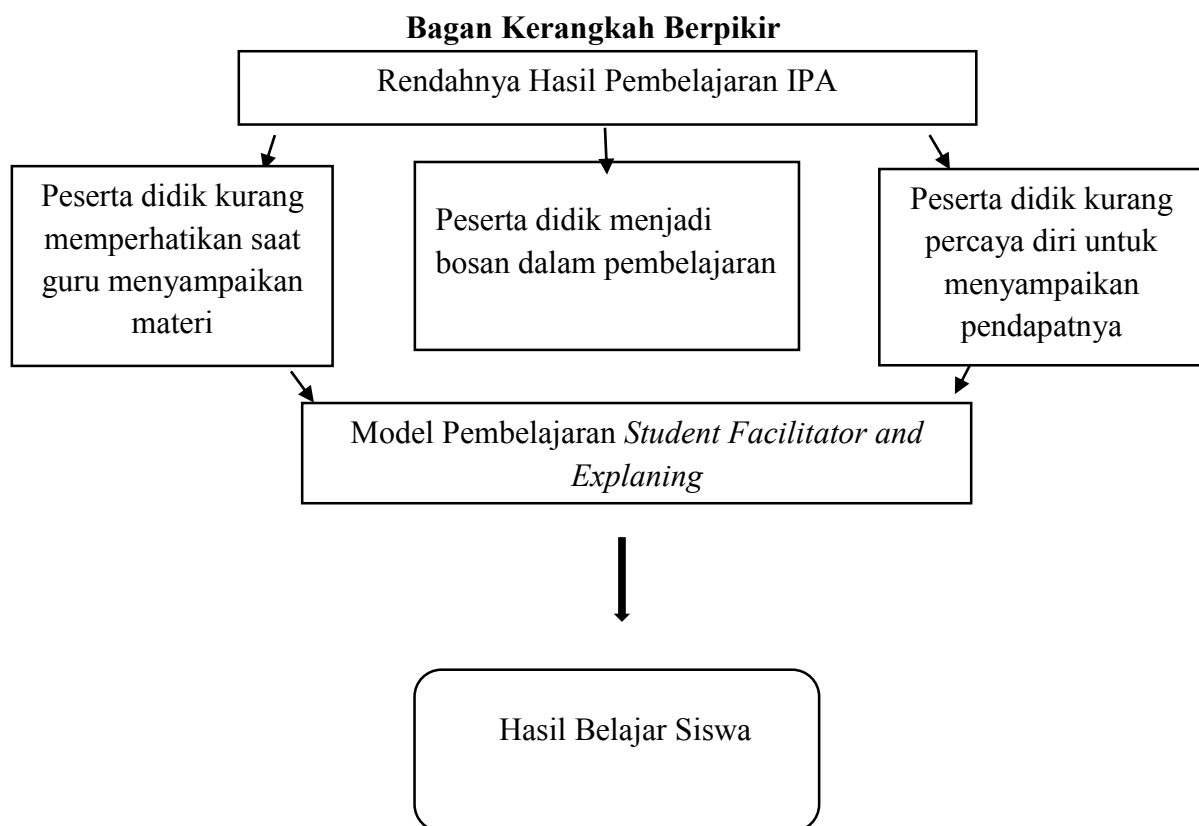 Bagan Kerangkah Berpikir
Rendahnya Hasil Pembelajaran IPA
Peserta didik kurang
memperhatikan saat
guru menyampaikan
materi
Peserta didik menjadi
bosan dalam pembelajaran
Peserta didik kurang
percaya diri untuk
menyampaikan
pendapatnya
Model Pembelajaran Student Facilitator and
Explaning
Hasil Belajar Siswa